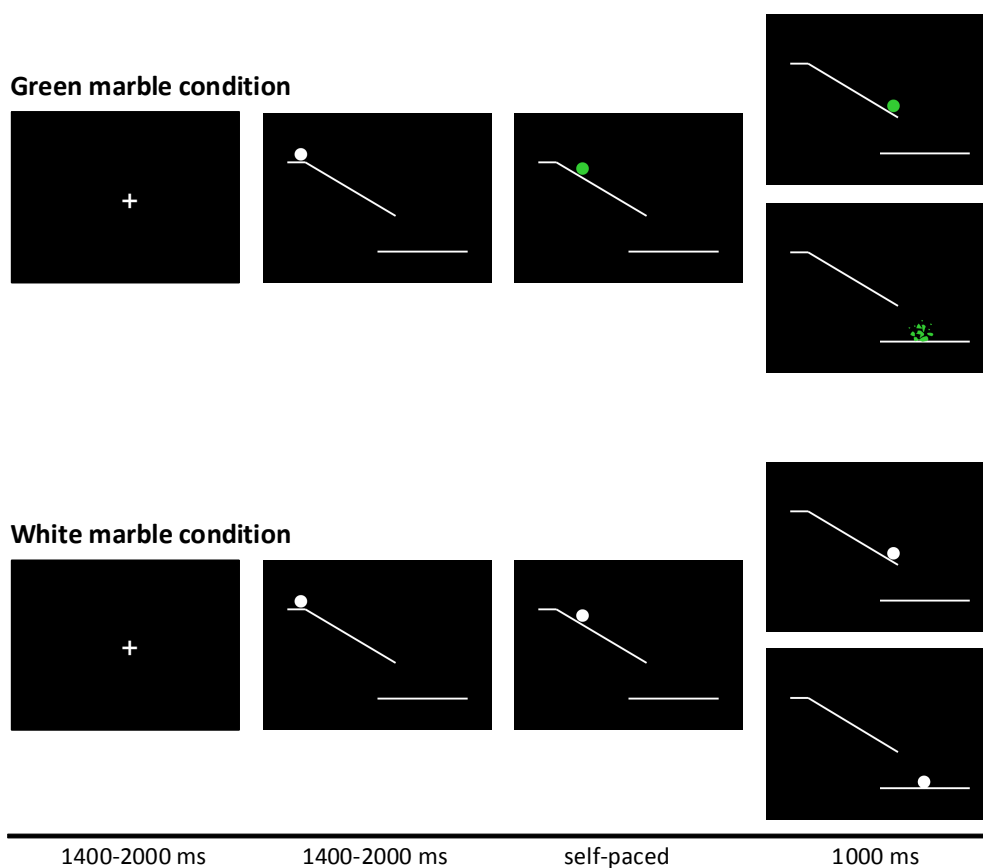 Green marble condition
White marble condition
1400-2000 ms 1400-2000 ms self-paced 1000 ms